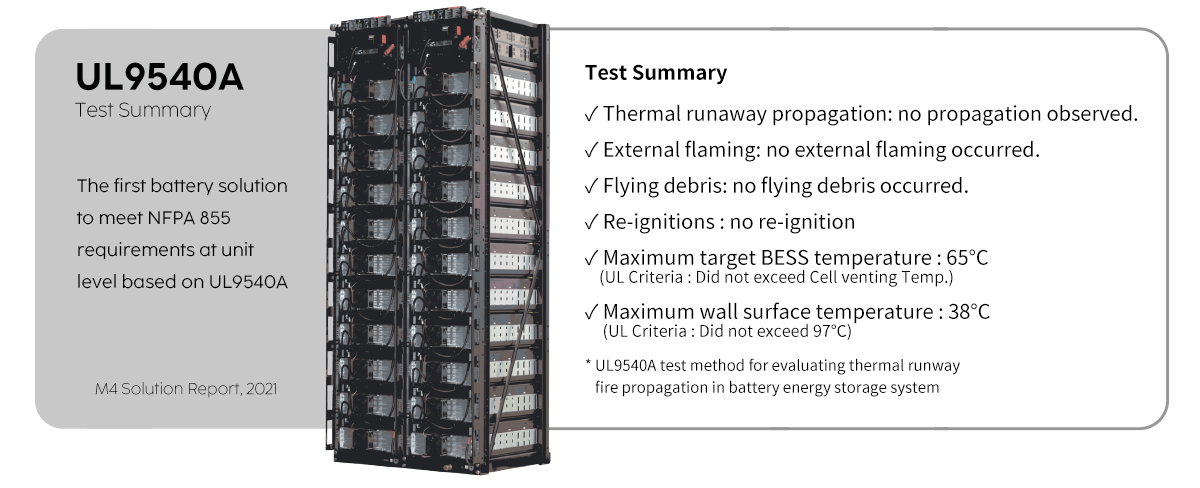 UL9540A
Test Summary
The first battery solution
to meet NFPA 855
requirements at unit
level based on UL9540A
M4 Solution Report, 2021
Test Summary
✓ Thermal runaway propagation: no propagation observed.
✓ External flaming: no external flaming occurred.
✓ Flying debris: no flying debris occurred.
✓ Re-ignitions : no re-ignition
✓ Maximum target BESS temperature : 65°C
(UL Criteria : Did not exceed Cell venting Temp.)
✓ Maximum wall surface temperature : 38°C
(UL Criteria : Did not exceed 97°C)
* UL9540A test method for evaluating thermal runway
fire propagation in battery energy storage system